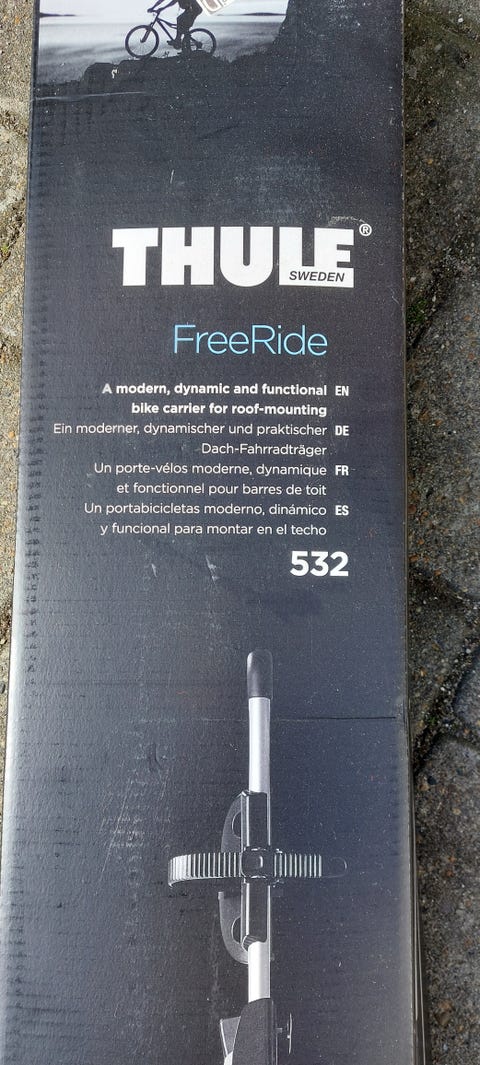 THULE®
SWEDEN
FreeRide
A modern, dynamic and functional EN
bike carrier for roof-mounting
Ein moderner, dynamischer und praktischer DE
Dach-Fahrradträger
Un porte-vélos moderne, dynamique FR
et fonctionnel pour barres de toit
Un portabicicletas moderno, dinámico ES
y funcional para montar en el techo
532